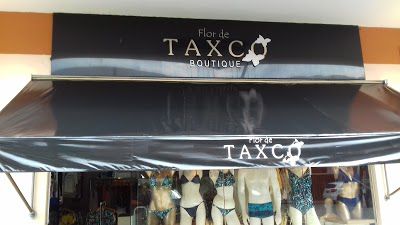 Flor de
TAXCO
BOUTIQUE
Flor de
TAXCO